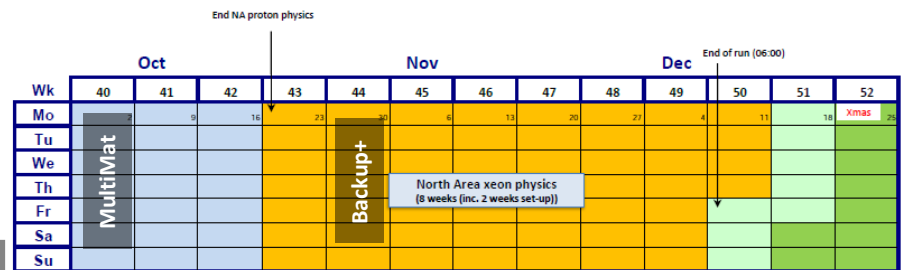 End NA proton physics
Oct Nov Dec End of run (06:00)
Wk 40 41 42 43 44 45 46 47 48 49 50 51 52
Mo 2 9 16 23 30 6 13 20 27 4 11 18 Xmas 25
Tu
We
Th
Fr
Sa
Su
MultiMat
Backup+
North Area xeon physics
(8 weeks (inc. 2 weeks set-up))